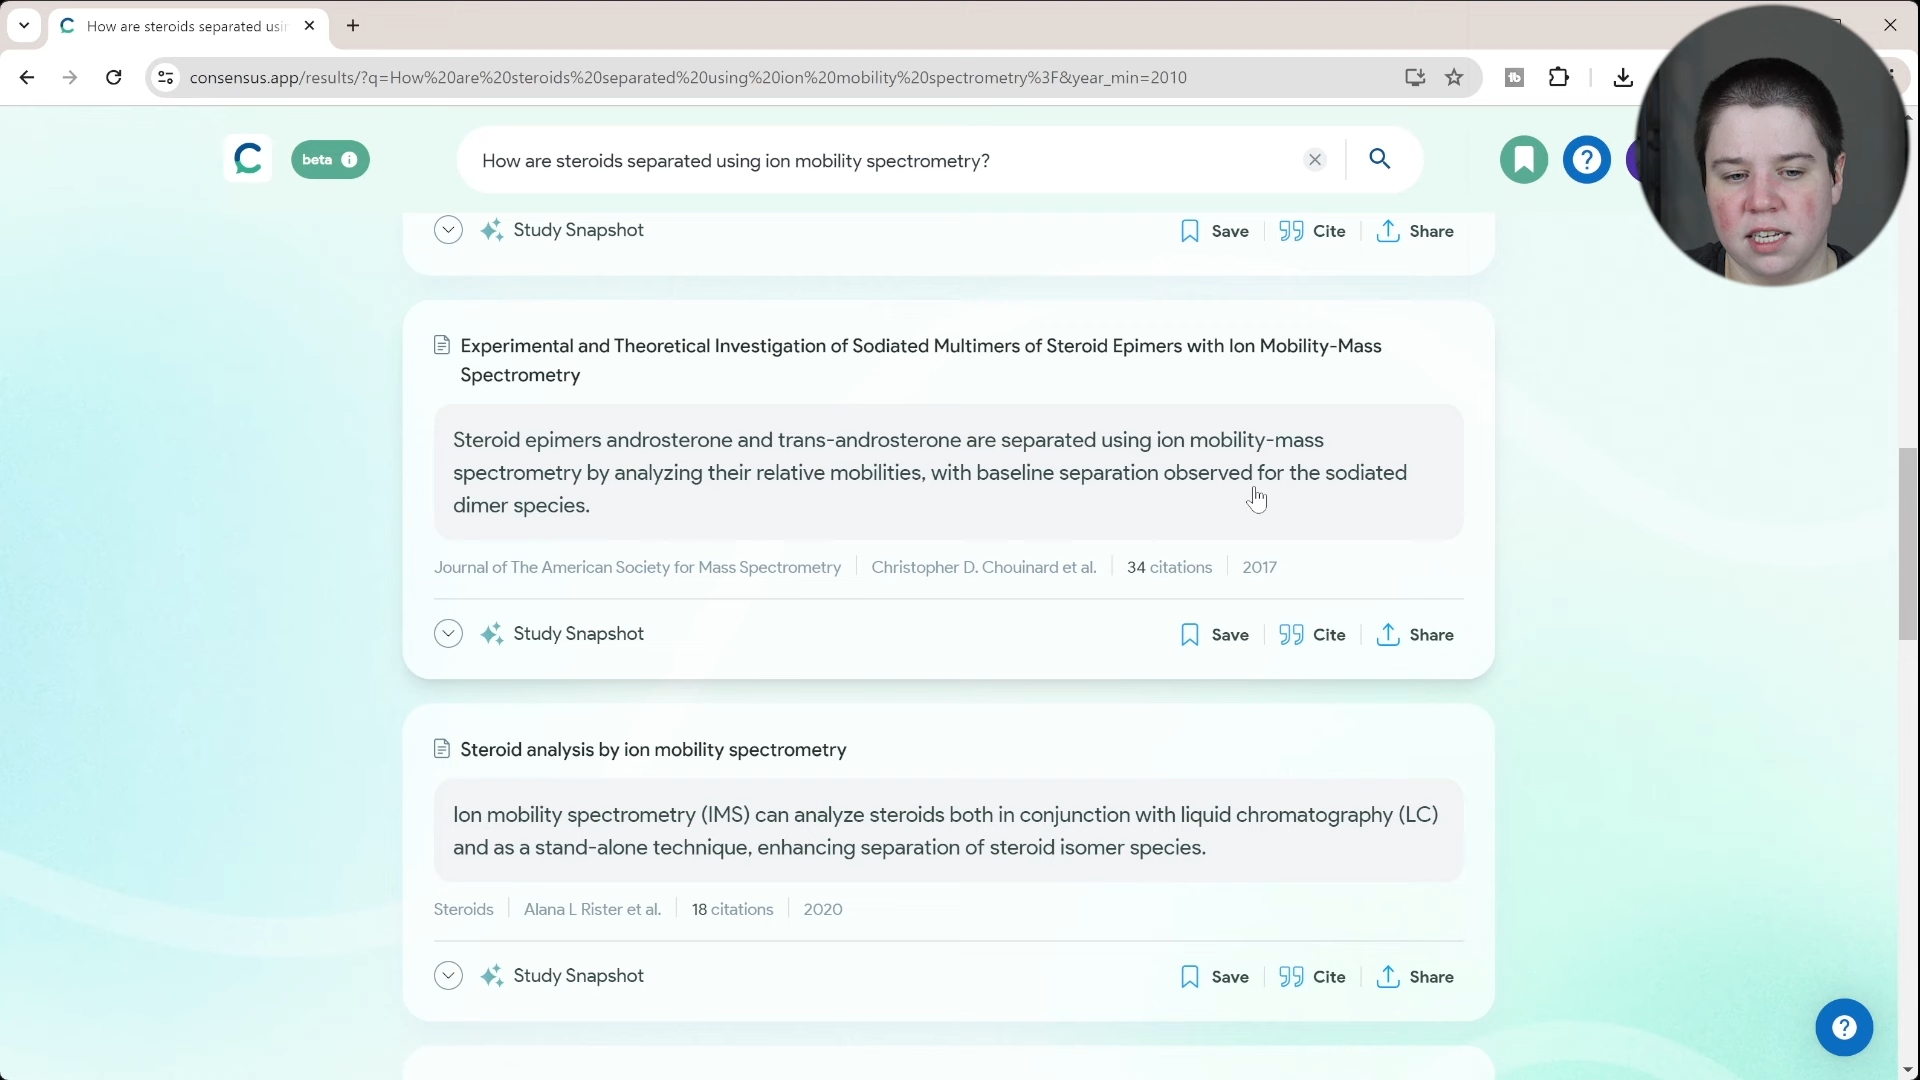 How are steroids separated usin
consensus.app/results/?q=How%20are%20steroids%20separated%20using%20ion%20mobility%20spectrometry%3F&year_min=2010
beta
How are steroids separated using ion mobility spectrometry?
Study Snapshot
Save
Cite
Share
Experimental and Theoretical Investigation of Sodiated Multimers of Steroid Epimers with Ion Mobility-Mass
Spectrometry
Steroid epimers androsterone and trans-androsterone are separated using ion mobility-mass
spectrometry by analyzing their relative mobilities, with baseline separation observed for the sodiated
dimer species.
Journal of The American Society for Mass Spectrometry
Christopher D. Chouinard et al.
34 citations
2017
Study Snapshot
Save
Cite
Share
Steroid analysis by ion mobility spectrometry
Ion mobility spectrometry (IMS) can analyze steroids both in conjunction with liquid chromatography (LC)
and as a stand-alone technique, enhancing separation of steroid isomer species.
Steroids
Alana L Rister et al.
18 citations
2020
Study Snapshot
Save
Cite
Share